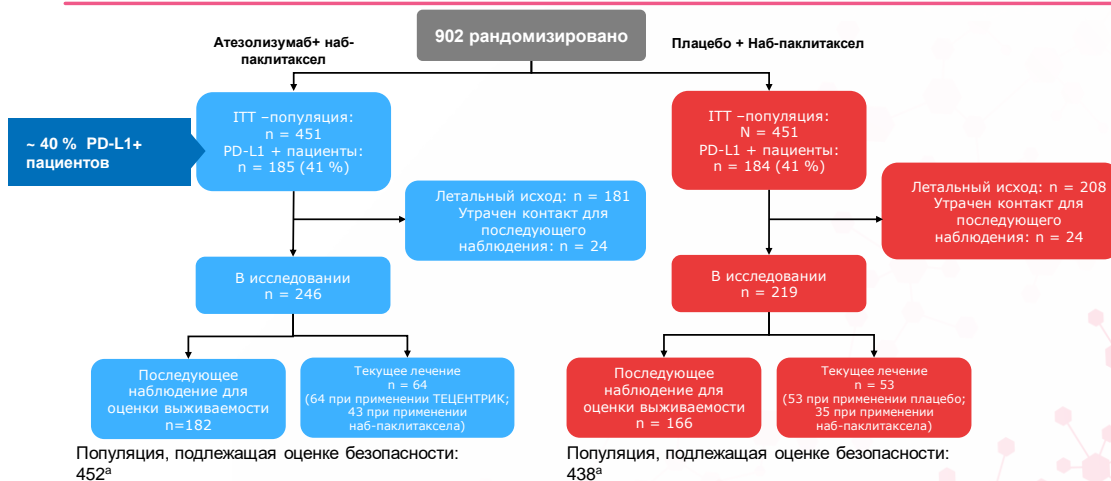 902 рандомизировано
Атезолизумаб+ наб-
паклитаксел
Плацебо + Наб-паклитаксел
~ 40 % PD-L1+
пациентов
ITT –популяция:
n = 451
PD-L1 + пациенты:
n = 185 (41 %)
ITT –популяция:
N = 451
PD-L1 + пациенты:
n = 184 (41 %)
Летальный исход: n = 181
Утрачен контакт для
последующего
наблюдения: n = 24
Летальный исход: n = 208
Утрачен контакт для
последующего
наблюдения: n = 24
В исследовании
n = 246
В исследовании
n = 219
Последующее
наблюдение для
оценки выживаемости
n=182
Текущее лечение
n = 64
(64 при применении ТЕЦЕНТРИК;
43 при применении
наб-паклитаксела)
Последующее
наблюдение для
оценки выживаемости
n = 166
Текущее лечение
n = 53
(53 при применении плацебо;
35 при применении
наб-паклитаксела)
Популяция, подлежащая оценке безопасности:
452ᵃ
Популяция, подлежащая оценке безопасности:
438ᵃ